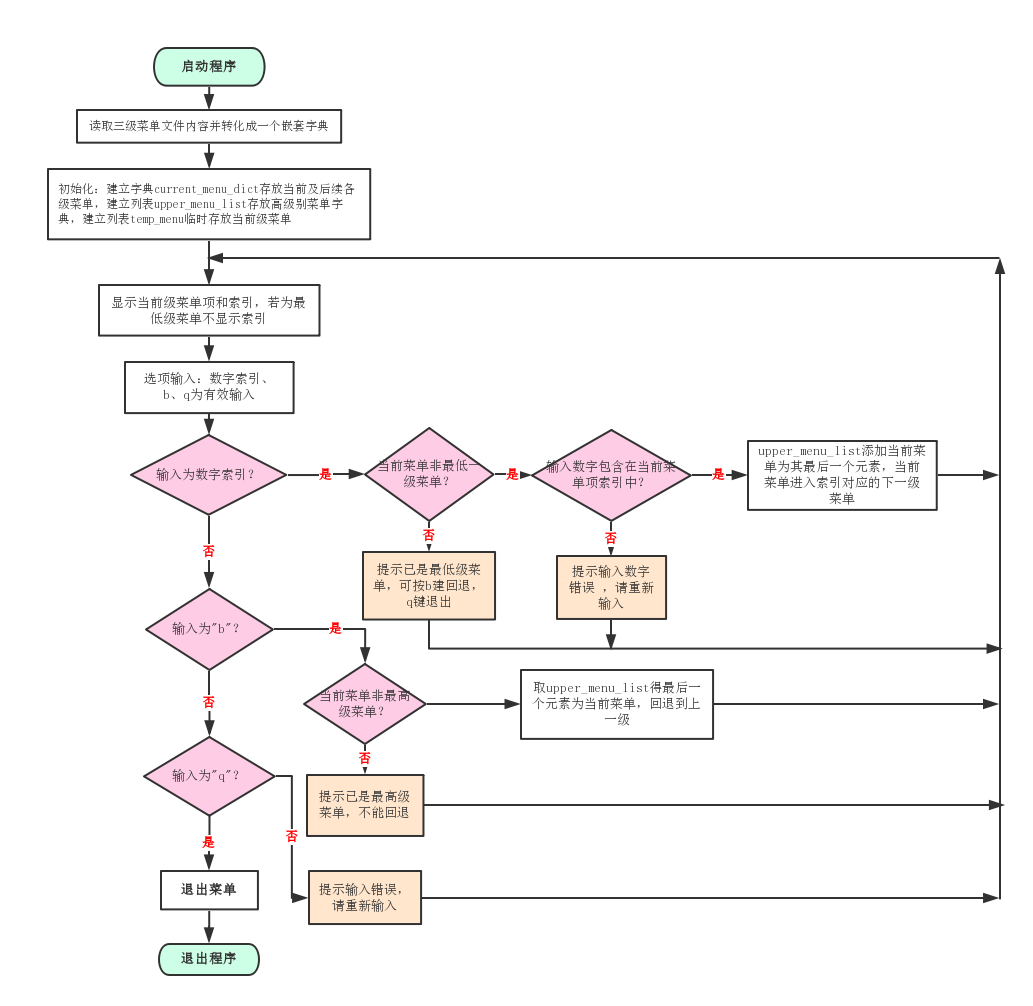 启动程序
读取三级菜单文件内容并转化成一个嵌套字典
初始化：建立字典current_menu_dict存放当前及后续各
级菜单，建立列表upper_menu_list存放高级别菜单字
典，建立列表temp_menu临时存放当前级菜单
显示当前级菜单项和索引，若为最
低级菜单不显示索引
选项输入：数字索引、
b、q为有效输入
输入为数字索引？
是
当前菜单非最低一
级菜单？
是
输入数字包含在当前菜
单项索引中？
是
upper_menu_list添加当前菜
单为其最后一个元素，当前
菜单进入索引对应的下一级
菜单
否
否
否
提示已是最低级菜
单，可按b建回退，
q键退出
提示输入数字
错误 ，请重新
输入
输入为"b"？
是
当前菜单非最高
级菜单？
取upper_menu_list得最后一
个元素为当前菜单，回退到上
一级
否
否
输入为"q"？
提示已是最高级
菜单，不能回退
是
否
退出菜单
提示输入错误，
请重新输入
退出程序